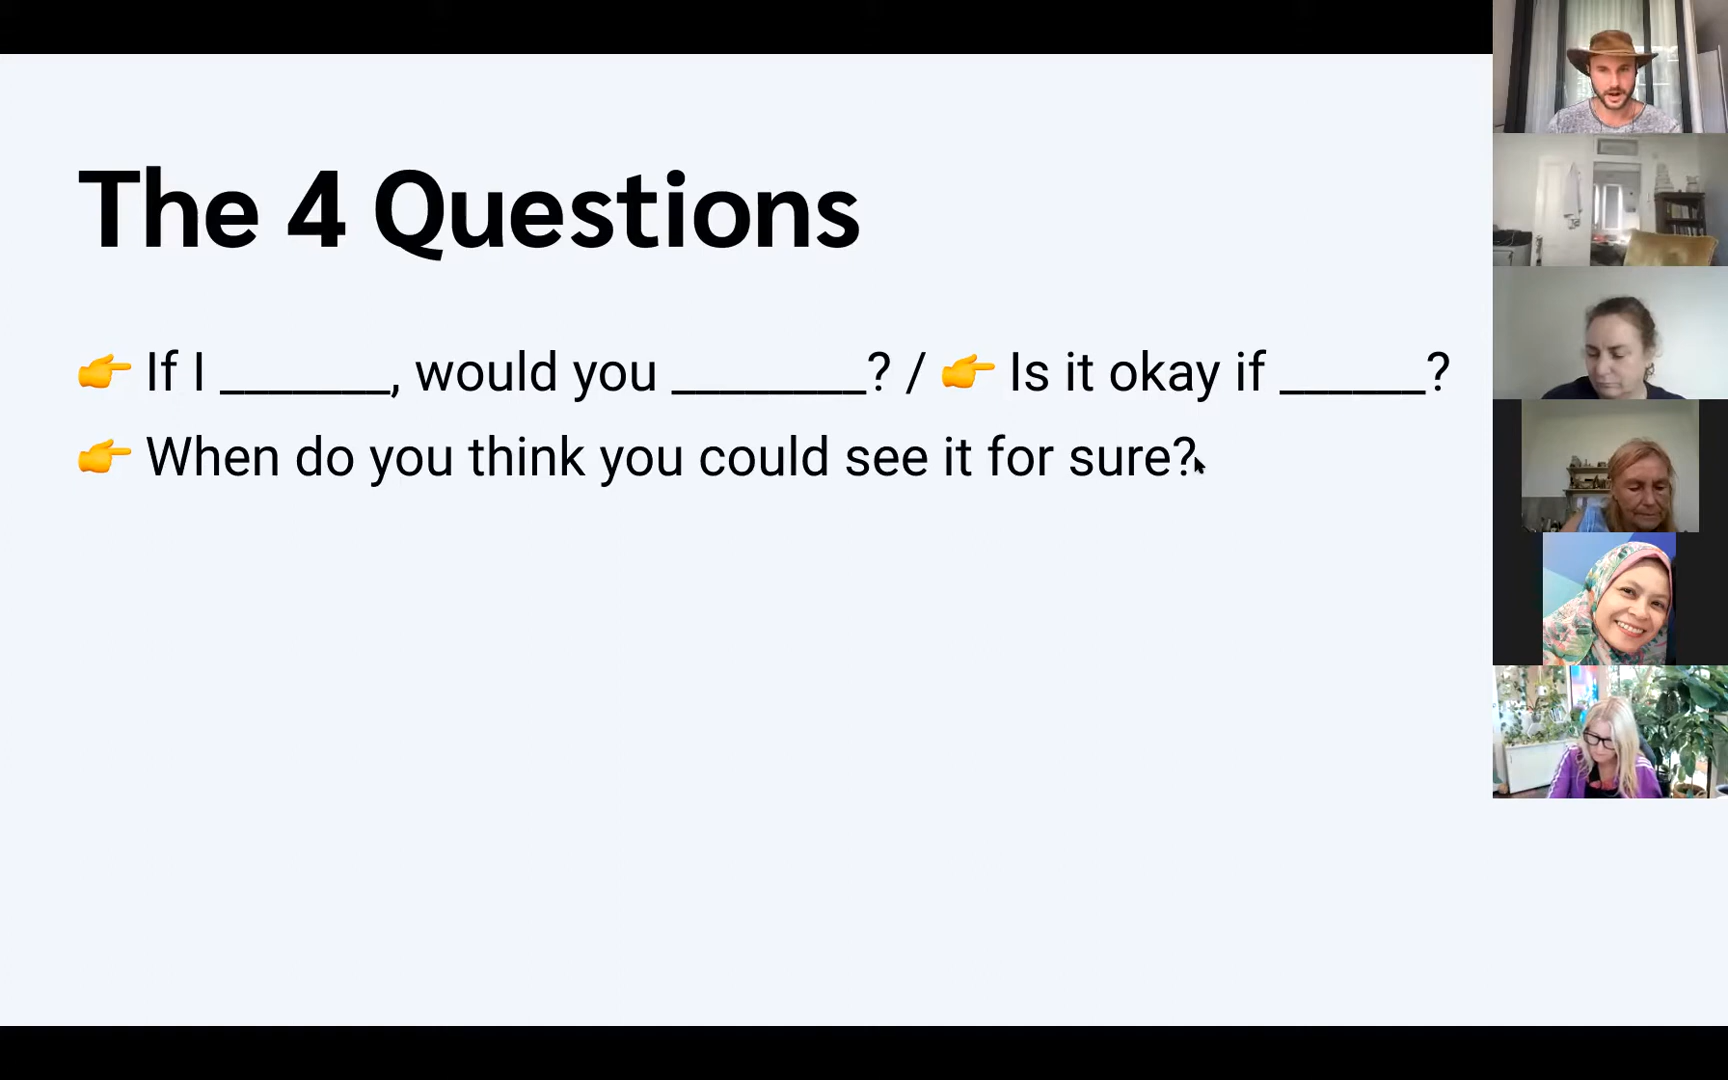 The 4 Questions
👉 If I _______, would you ________? / 👉 Is it okay if ______?
👉 When do you think you could see it for sure?